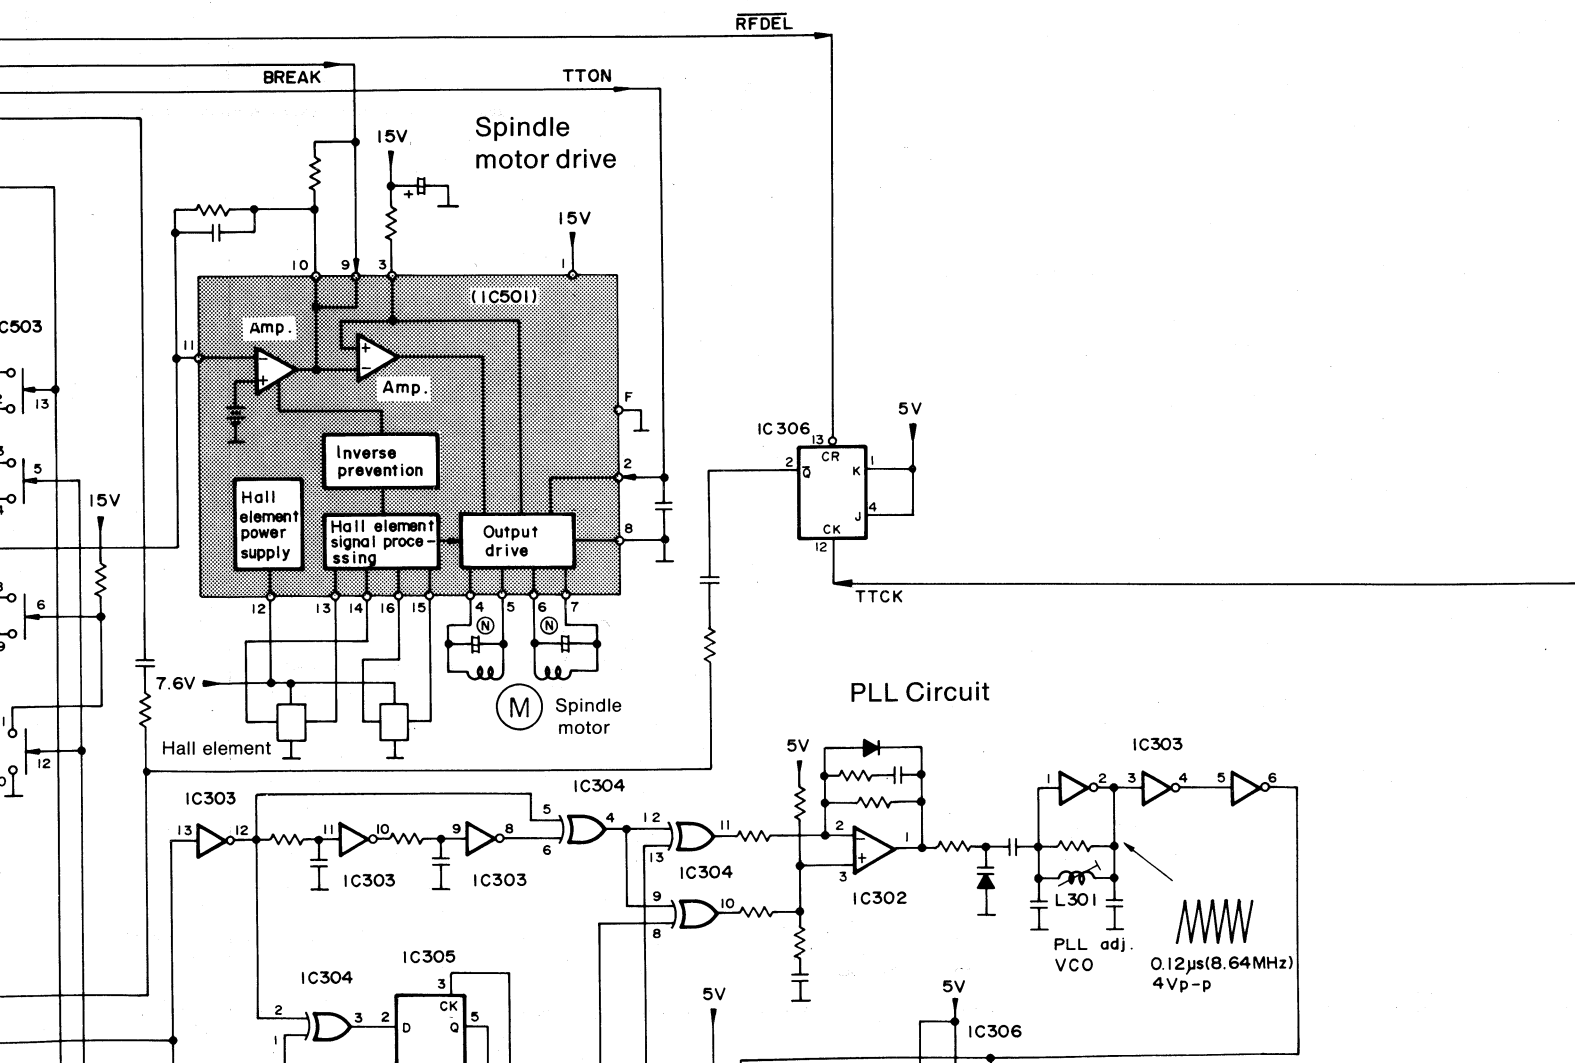 RFDEL
BREAK
TTON
Spindle
motor drive
15V
15V
10 9 3 1
(IC501)
C503
Amp.
11
- +
+ -
Amp.
13
F
5V
IC306
13
CR
2 Q̅ K 1
J 4
CK
12
TTCK
Inverse
prevention
5
2
15V
Hall
element
power
supply
Hall element
signal proce-
ssing
Output
drive
8
6
12 13 14 16 15 4 5 6 7
N N
7.6V
M
Spindle
motor
Hall element
12
PLL Circuit
5V
IC303
1 2 3 4 5 6
IC304
IC303
13 12 11 10 9 8
5
6
4
12
13
11
2 -
3 +
1
IC303
IC303
IC304
IC302
9
8
10
L301
PLL adj.
VCO
0.12µs(8.64MHz)
4Vp-p
IC305
IC304
3
CK
2
1
3 2 D Q 5
5V
5V
IC306